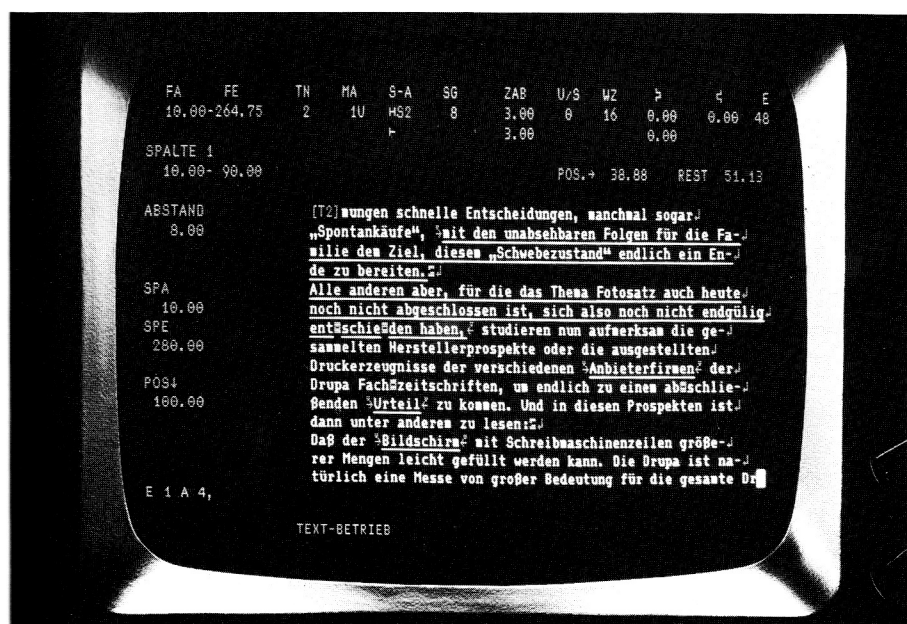 FA FE TN MA S-A SG ZAB U/S WZ E
10.00-264.75 2 1U HS2 8 3.00 0 16 0.00 0.00 48
⊢ 3.00 0.00
SPALTE 1
10.00- 90.00 POS.→ 38.88 REST 51.13
ABSTAND [T2]mungen schnelle Entscheidungen, manchmal sogar
8.00 „Spontankäufe“, mit den unabsehbaren Folgen für die Fa-
milie dem Ziel, diesem „Schwebezustand“ endlich ein En-
de zu bereiten.
SPA Alle anderen aber, für die das Thema Fotosatz auch heute
10.00 noch nicht abgeschlossen ist, sich also noch nicht endgülig
SPE entschieden haben, studieren nun aufmerksam die ge-
280.00 sammelten Herstellerprospekte oder die ausgestellten
Druckerzeugnisse der verschiedenen Anbieterfirmen der
POS↓ Drupa Fachzeitschriften, um endlich zu einem abschlie-
100.00 ßenden Urteil zu kommen. Und in diesen Prospekten ist
dann unter anderem zu lesen:
Daß der Bildschirm mit Schreibmaschinenzeilen größe-
rer Mengen leicht gefüllt werden kann. Die Drupa ist na-
türlich eine Messe von großer Bedeutung für die gesamte Dr
E 1 A 4,
TEXT-BETRIEB